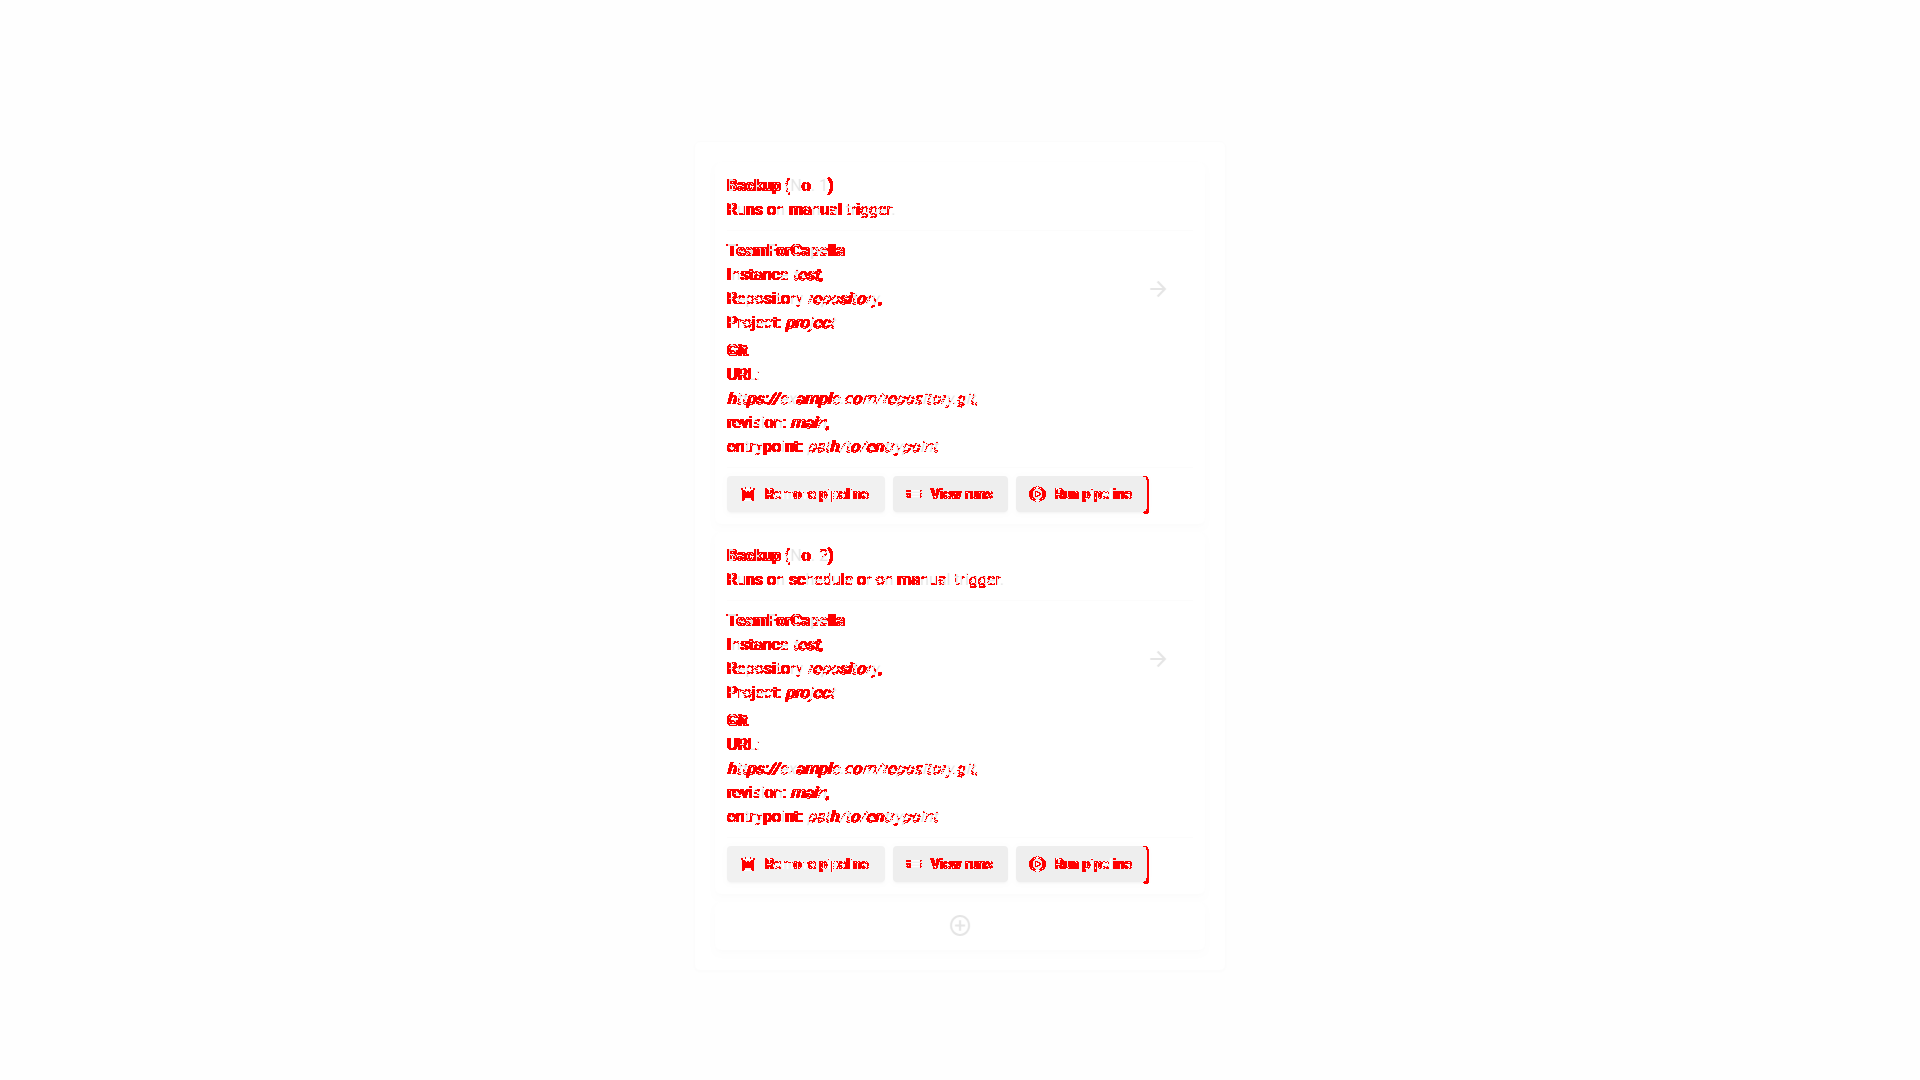 Backup (No. 1)
Runs on manual trigger
TeamForCapella
Instance: test,
Repository: repository,
Project: project
Git
URL:
https://example.com/repository.git,
revision: main,
entrypoint: path/to/entrypoint
Remove pipeline View runs Run pipeline
Backup (No. 2)
Runs on schedule or on manual trigger
TeamForCapella
Instance: test,
Repository: repository,
Project: project
Git
URL:
https://example.com/repository.git,
revision: main,
entrypoint: path/to/entrypoint
Remove pipeline View runs Run pipeline